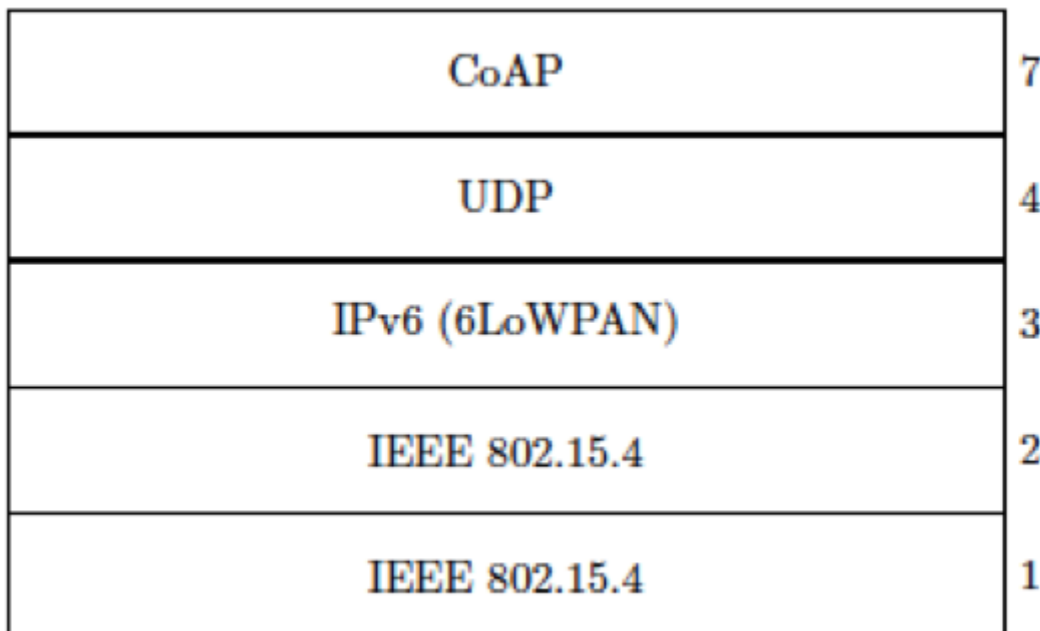 CoAP 7
UDP 4
IPv6 (6LoWPAN) 3
IEEE 802.15.4 2
IEEE 802.15.4 1